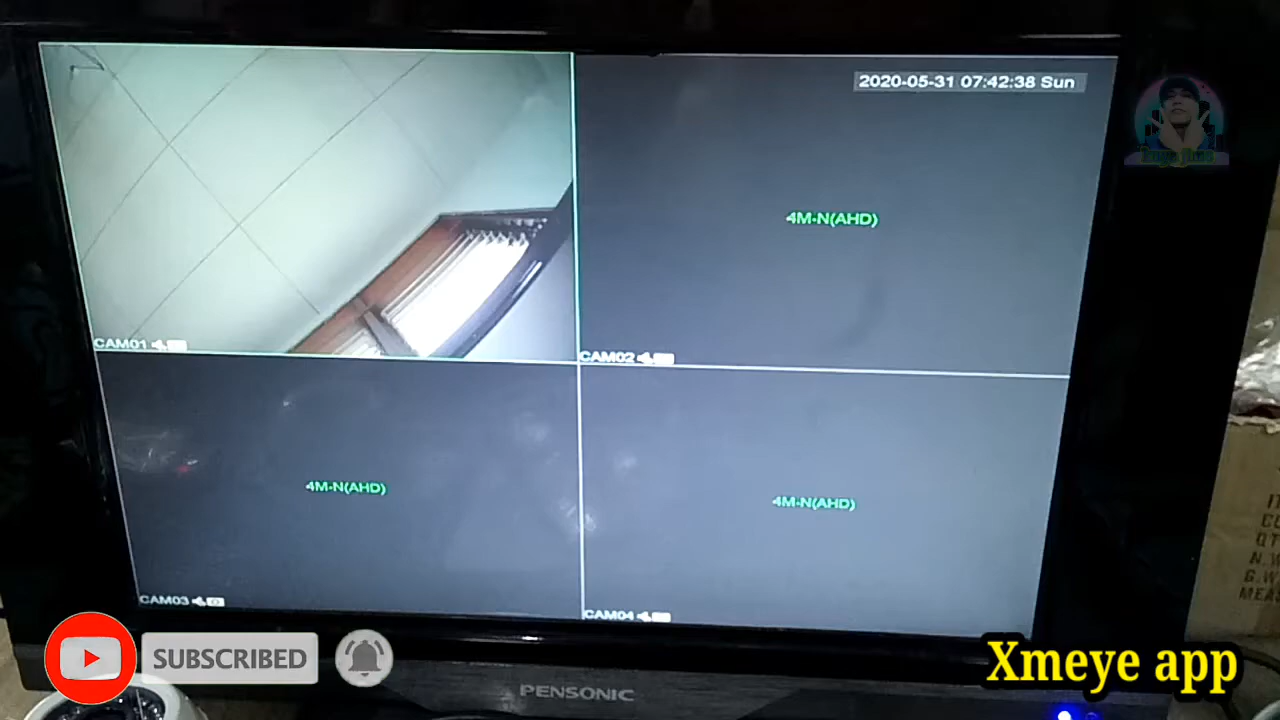 2020-05-31 07:42:38 Sun
4M-N(AHD)
CAM01
CAM02
4M-N(AHD)
4M-N(AHD)
CAM03
CAM04
SUBSCRIBED
PENSONIC
Xmeye app
N.W
G.W
MEAS